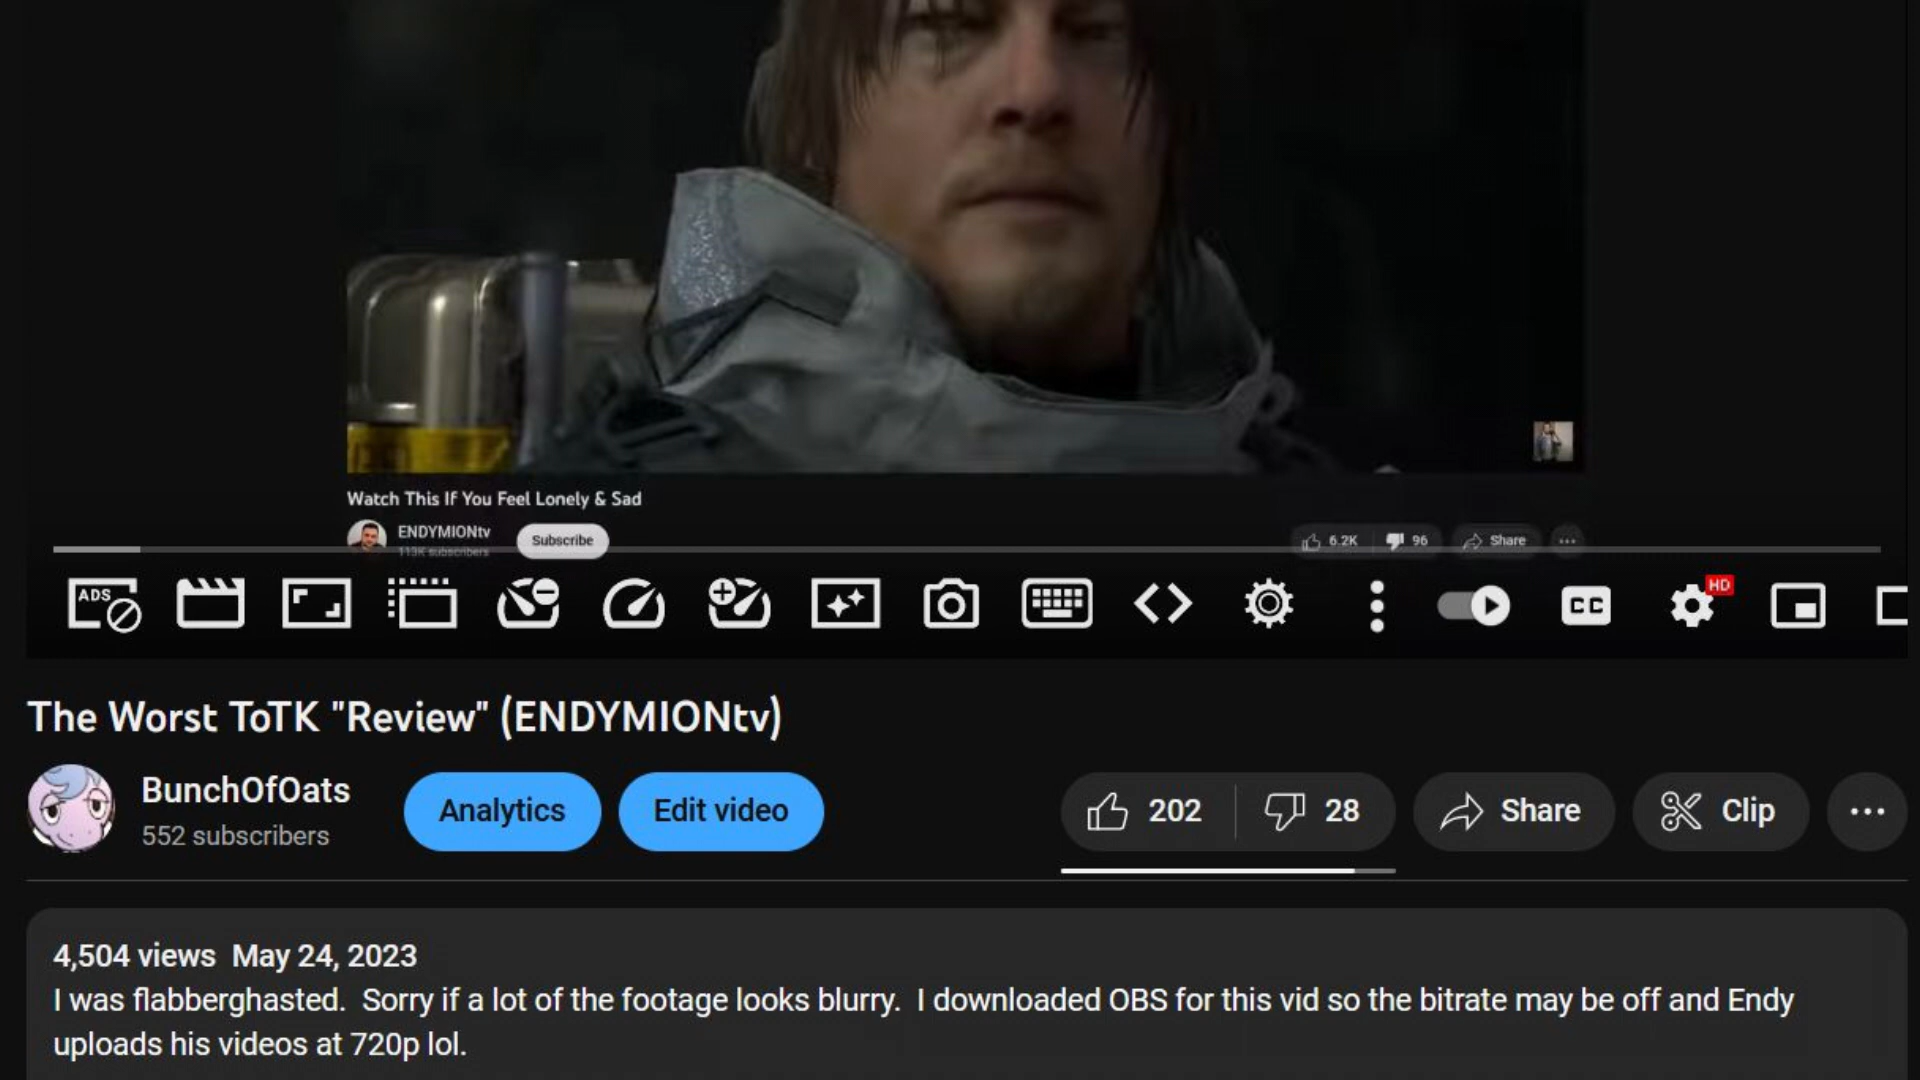 Watch This If You Feel Lonely & Sad
ENDYMIONtv
113K subscribers
Subscribe
6.2K
96
Share
ADS
CC
HD
The Worst ToTK "Review" (ENDYMIONtv)
BunchOfOats
552 subscribers
Analytics
Edit video
202
28
Share
Clip
4,504 views May 24, 2023
I was flabberghasted. Sorry if a lot of the footage looks blurry. I downloaded OBS for this vid so the bitrate may be off and Endy
uploads his videos at 720p lol.